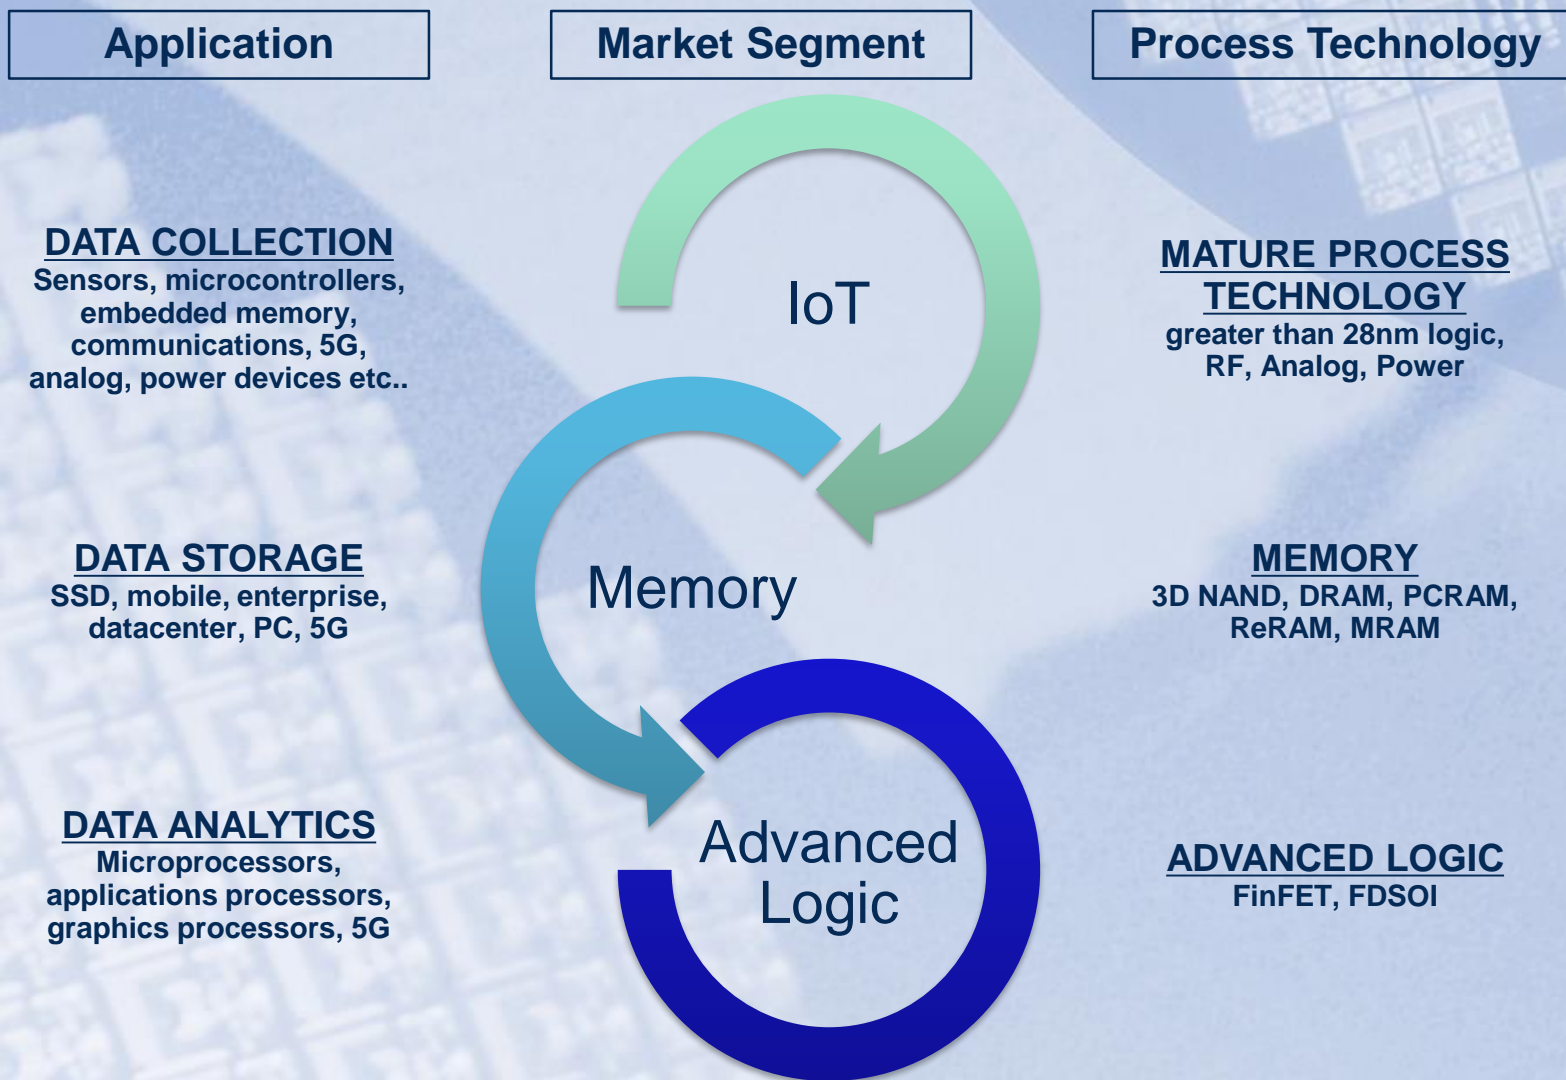 Application
Market Segment
Process Technology
DATA COLLECTION
Sensors, microcontrollers,
embedded memory,
communications, 5G,
analog, power devices etc..
IoT
MATURE PROCESS
TECHNOLOGY
greater than 28nm logic,
RF, Analog, Power
DATA STORAGE
SSD, mobile, enterprise,
datacenter, PC, 5G
Memory
MEMORY
3D NAND, DRAM, PCRAM,
ReRAM, MRAM
DATA ANALYTICS
Microprocessors,
applications processors,
graphics processors, 5G
Advanced
Logic
ADVANCED LOGIC
FinFET, FDSOI